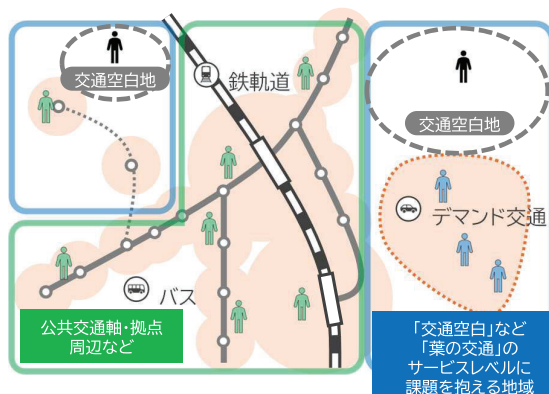 交通空白地
鉄軌道
交通空白地
デマンド交通
バス
公共交通軸・拠点
周辺など
「交通空白」など
「葉の交通」の
サービスレベルに
課題を抱える地域